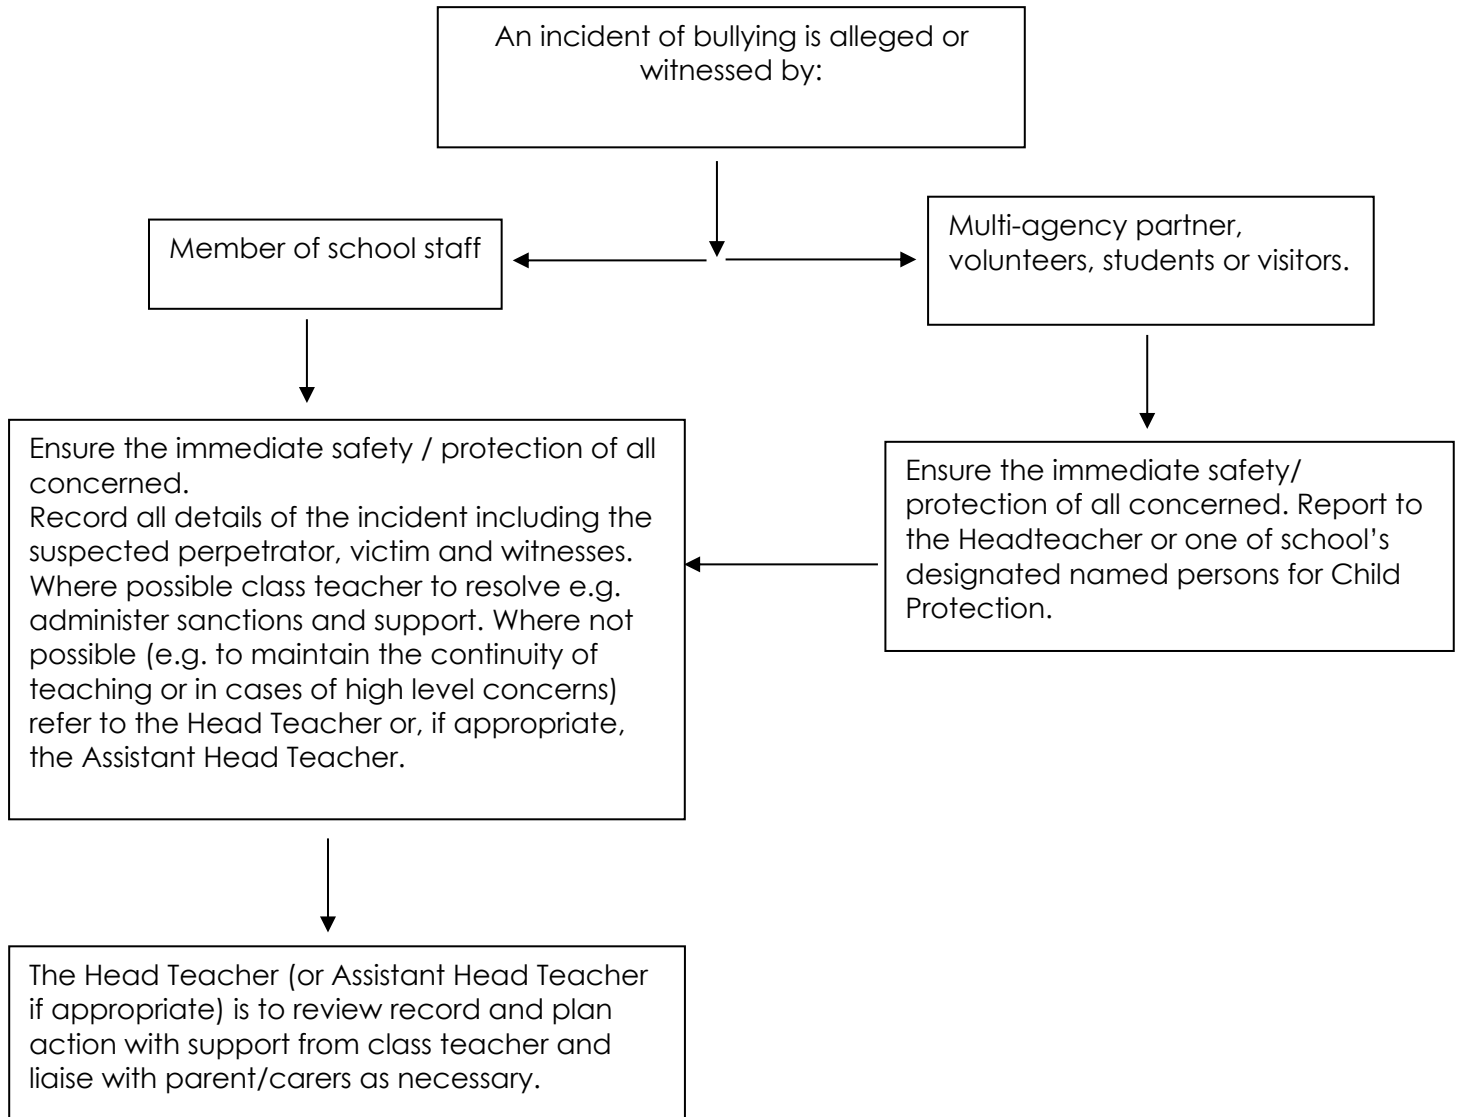 An incident of bullying is alleged or
witnessed by:
Member of school staff
Multi-agency partner,
volunteers, students or visitors.
Ensure the immediate safety / protection of all
concerned.
Record all details of the incident including the
suspected perpetrator, victim and witnesses.
Where possible class teacher to resolve e.g.
administer sanctions and support. Where not
possible (e.g. to maintain the continuity of
teaching or in cases of high level concerns)
refer to the Head Teacher or, if appropriate,
the Assistant Head Teacher.
Ensure the immediate safety/
protection of all concerned. Report to
the Headteacher or one of school’s
designated named persons for Child
Protection.
The Head Teacher (or Assistant Head Teacher
if appropriate) is to review record and plan
action with support from class teacher and
liaise with parent/carers as necessary.